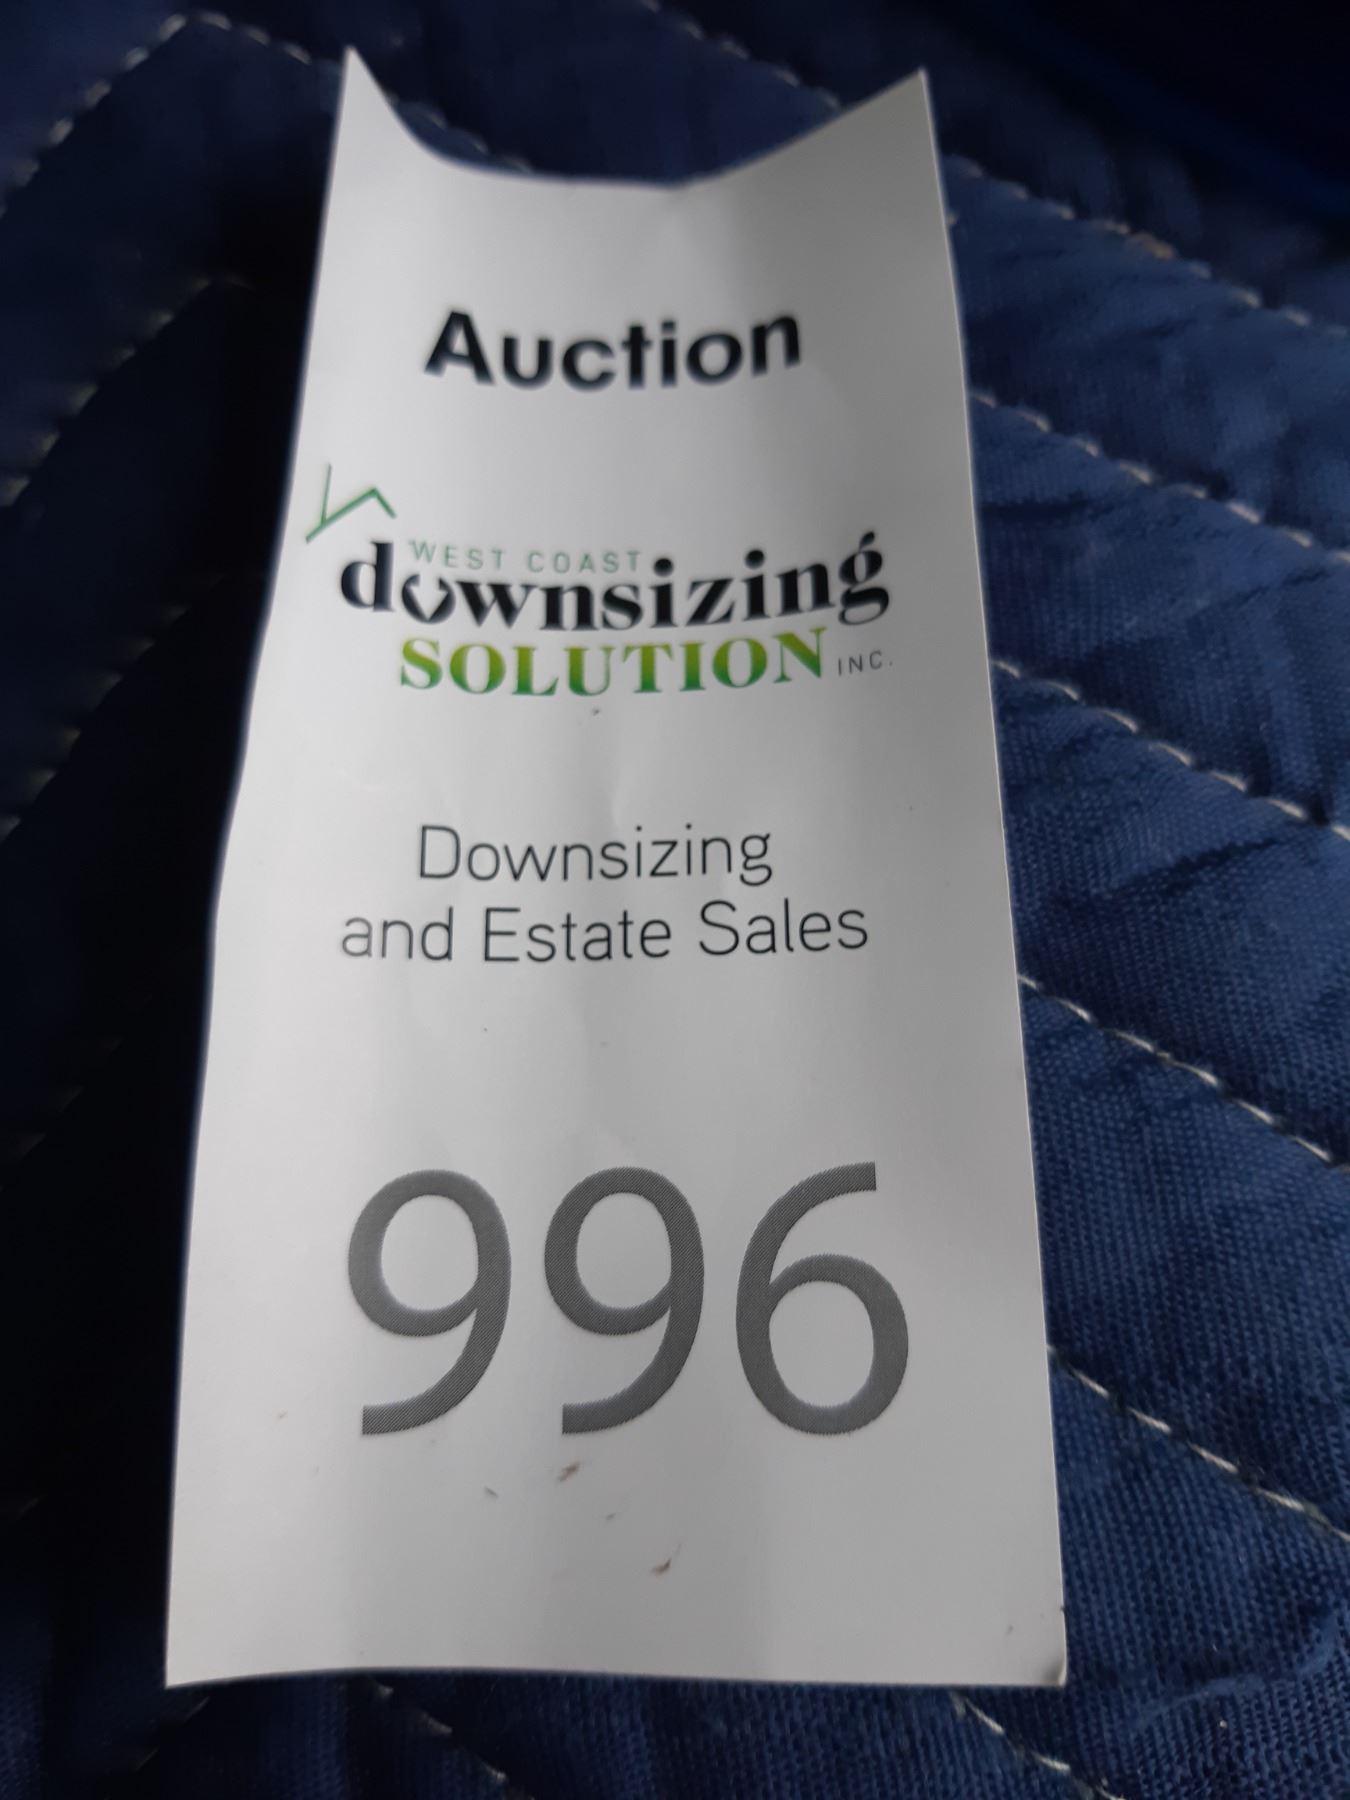 Auction
WEST COAST
downsizing
SOLUTION INC.
Downsizing
and Estate Sales
996